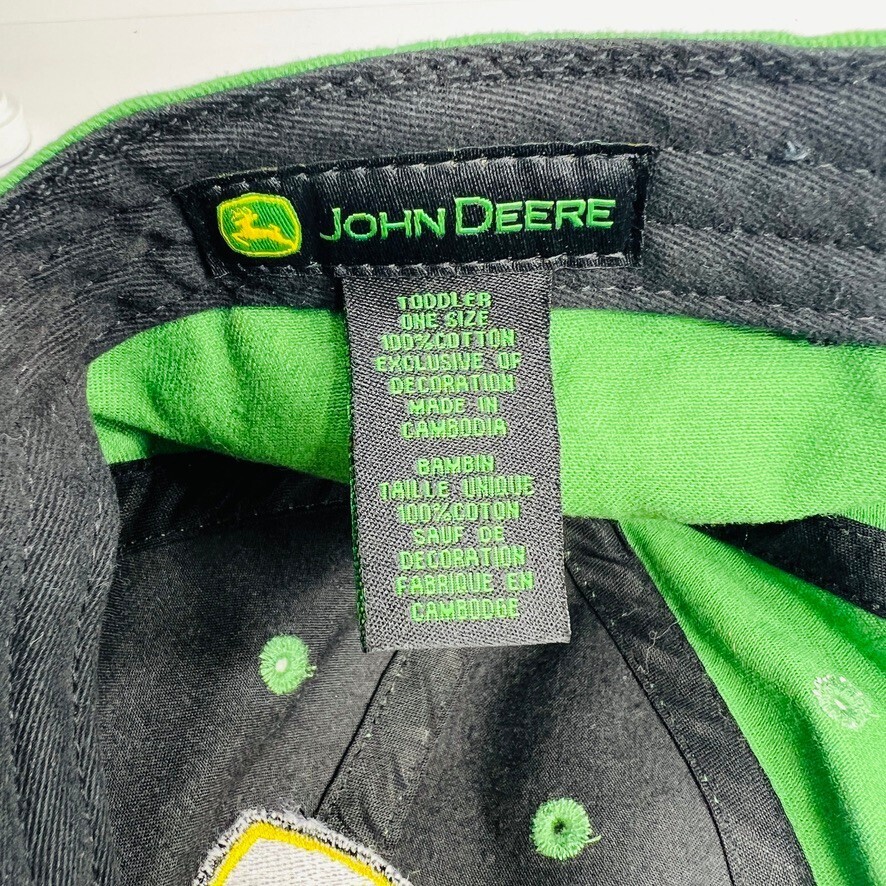 JOHN DEERE
TODDLER
ONE SIZE
100%COTTON
EXCLUSIVE OF
DECORATION
MADE IN
CAMBODIA
BAMBIN
TAILLE UNIQUE
100%COTON
SAUF DE
DECORATION
FABRIQUE EN
CAMBODGE